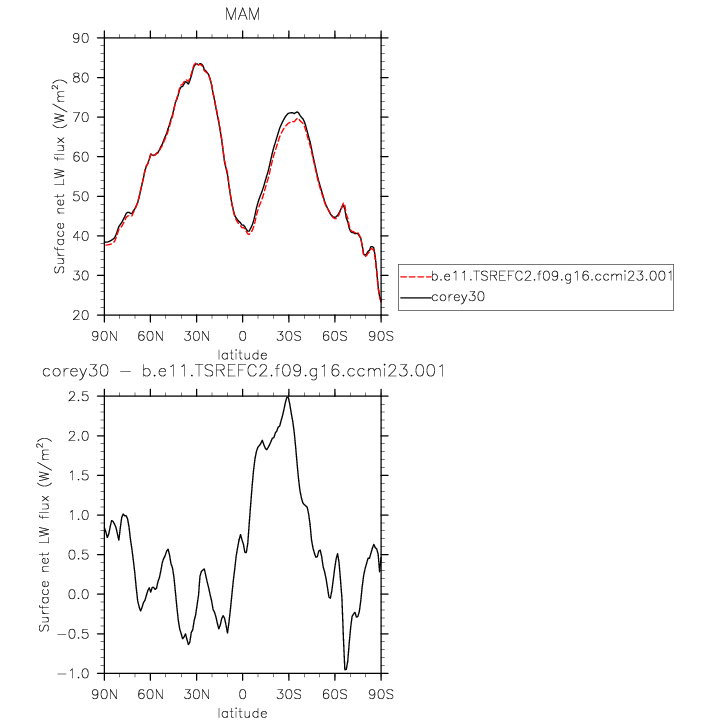 MAM
90
80
70
60
50
40
30
20
Surface net LW flux (W/m²)
90N 60N 30N 0 30S 60S 90S
latitude
b.e11.TSREFC2.f09.g16.ccmi23.001
corey30
corey30 − b.e11.TSREFC2.f09.g16.ccmi23.001
2.5
2.0
1.5
1.0
0.5
0.0
−0.5
−1.0
Surface net LW flux (W/m²)
90N 60N 30N 0 30S 60S 90S
latitude